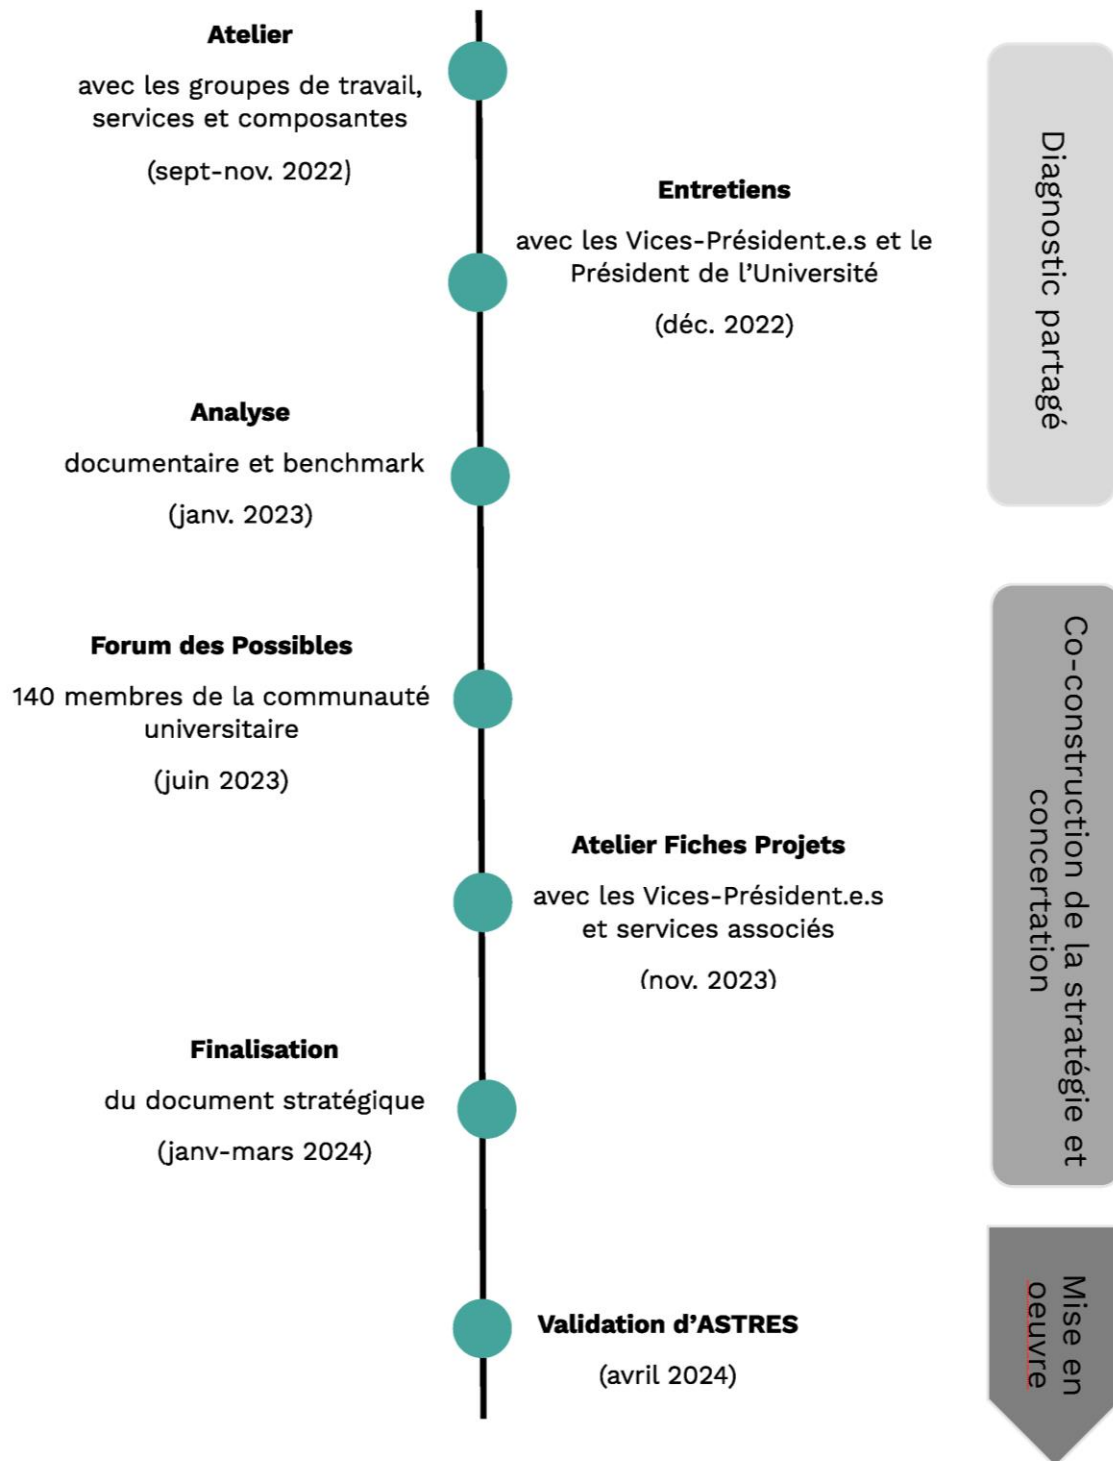 Atelier
avec les groupes de travail,
services et composantes
(sept-nov. 2022)
Entretiens
avec les Vices-Président.e.s et le
Président de l'Université
(déc. 2022)
Analyse
documentaire et benchmark
(janv. 2023)
Diagnostic partagé
Forum des Possibles
140 membres de la communauté
universitaire
(juin 2023)
Atelier Fiches Projets
avec les Vices-Président.e.s
et services associés
(nov. 2023)
Finalisation
du document stratégique
(janv-mars 2024)
Co-construction de la stratégie et
concertation
Validation d'ASTRES
(avril 2024)
Mise en
oeuvre